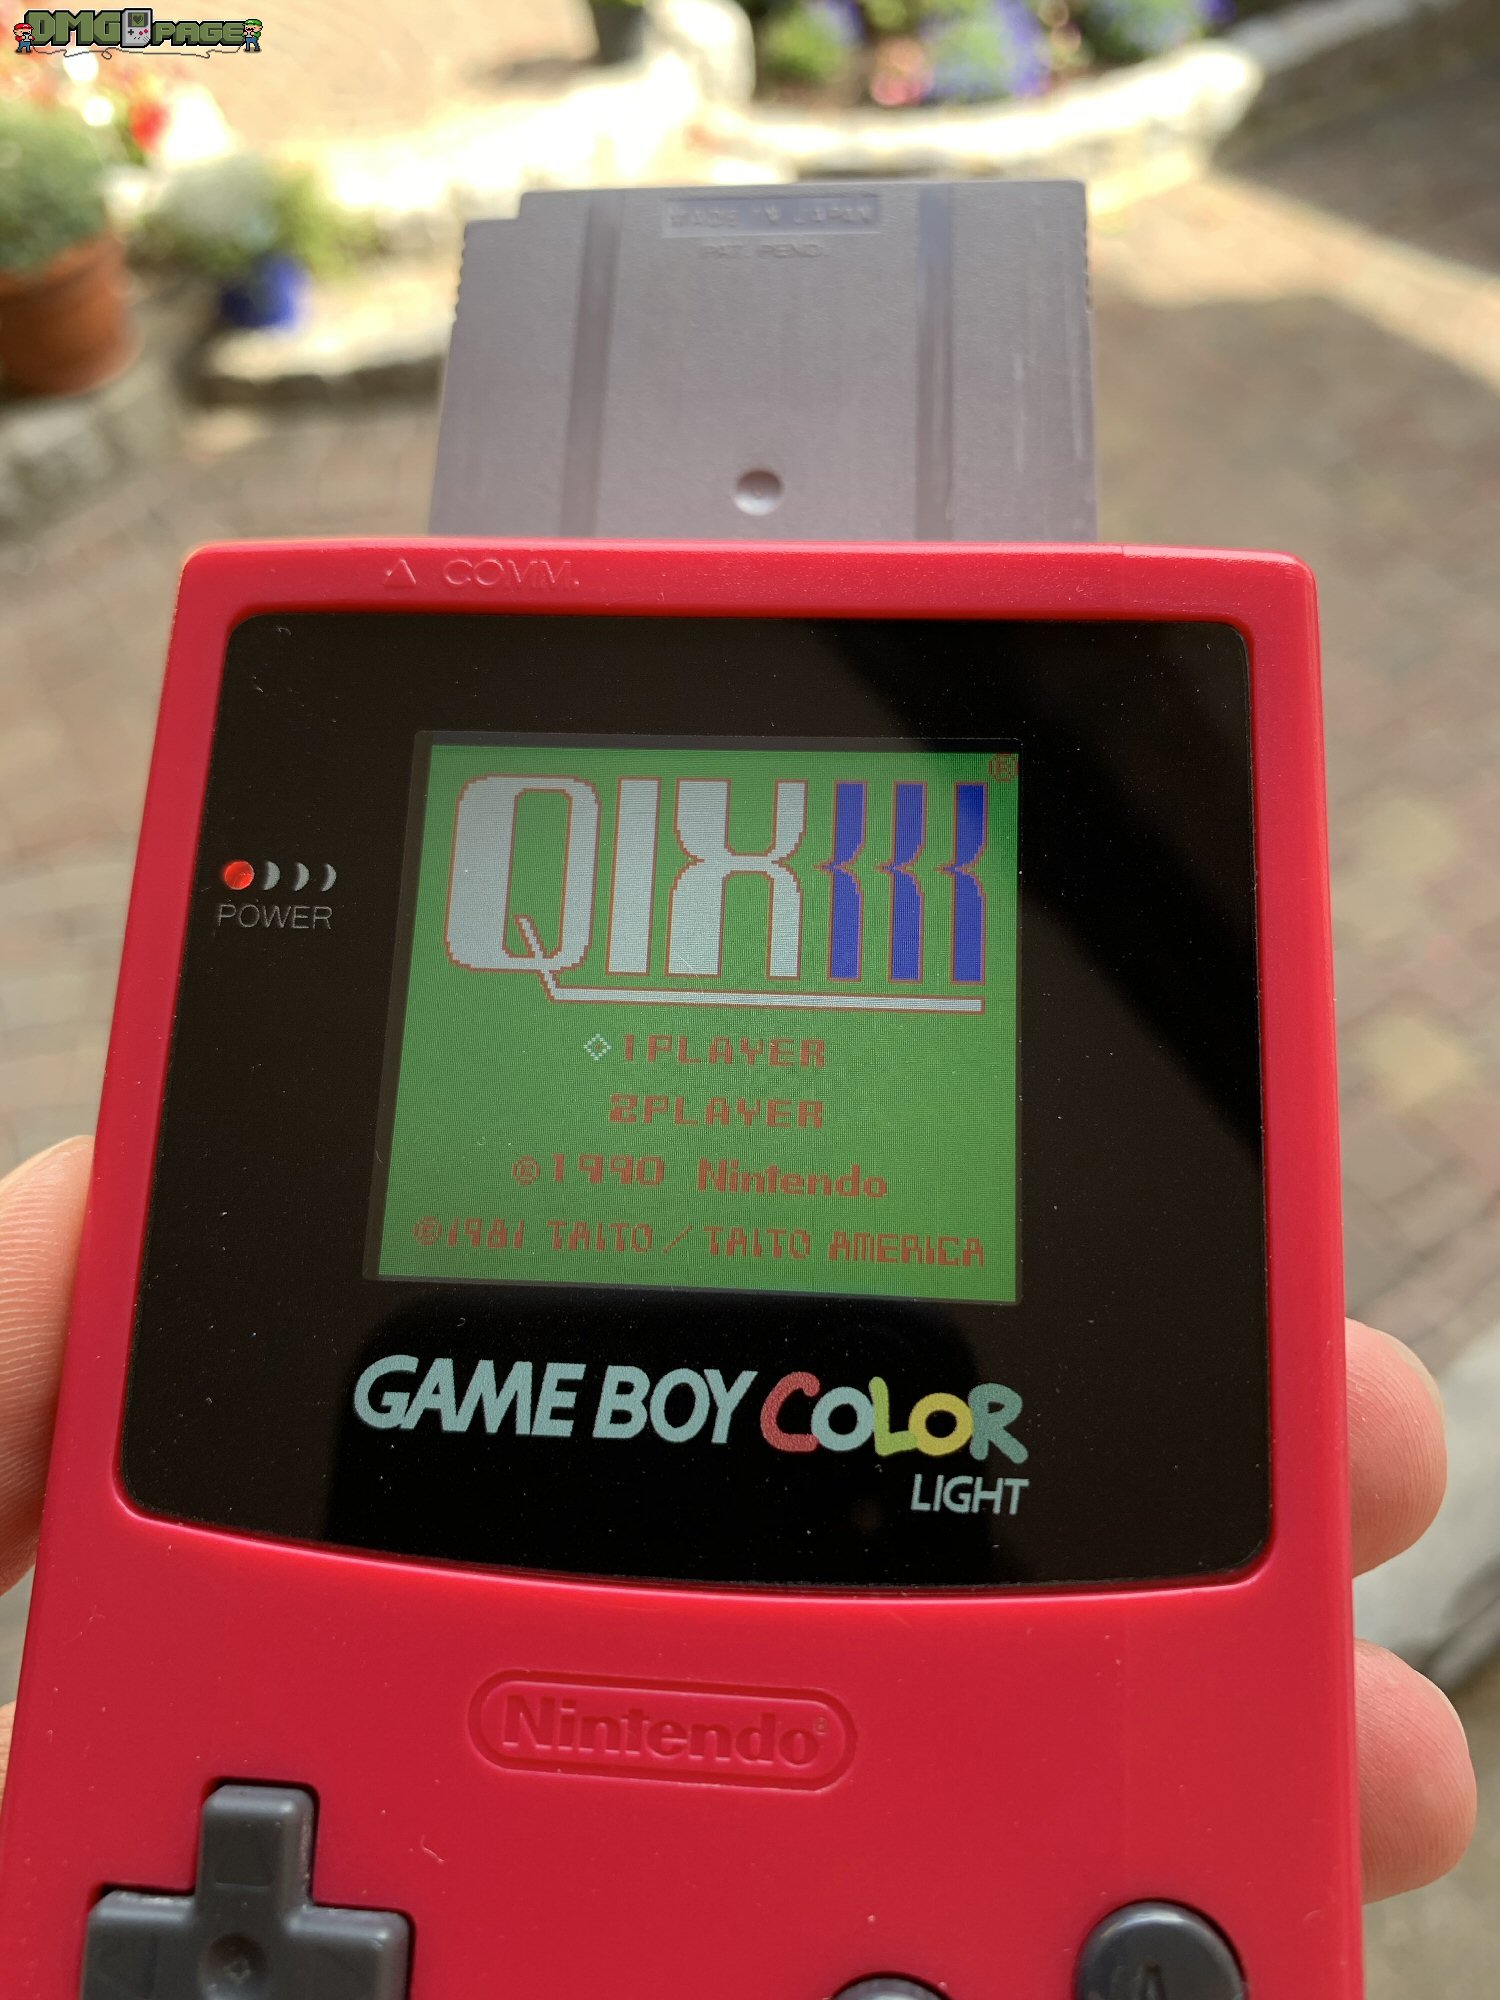 DMG PAGE
MADE IN JAPAN
PAT. PEND.
△ COMM.
QIX
®
POWER
1PLAYER
2PLAYER
©1990 Nintendo
©1981 TAITO / TAITO AMERICA
GAME BOY COLOR
LIGHT
Nintendo®
A